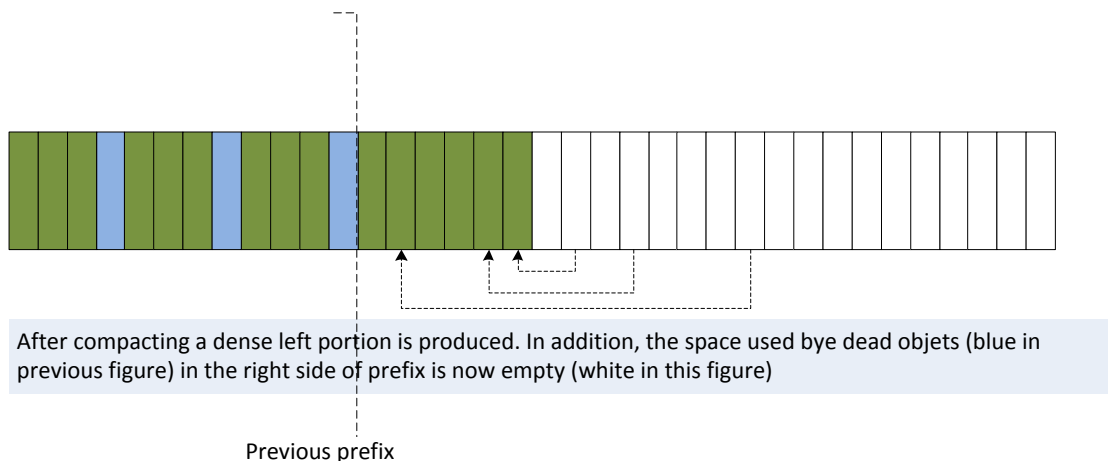 After compacting a dense left portion is produced. In addition, the space used bye dead objets (blue in
previous figure) in the right side of prefix is now empty (white in this figure)
Previous prefix